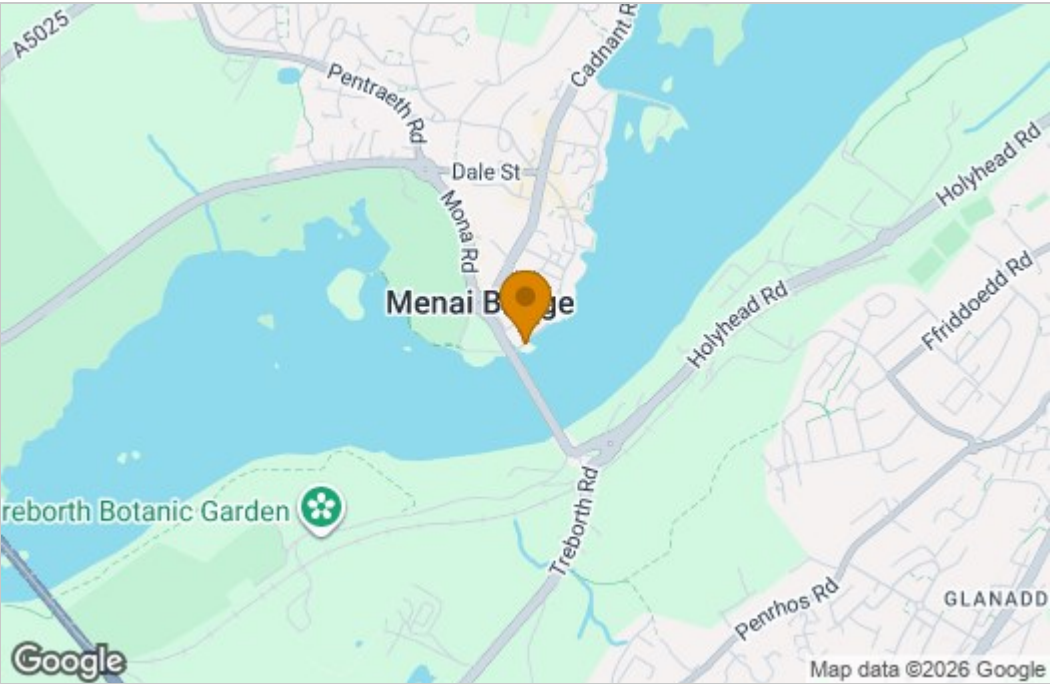 A5025
Cadnant R
Pentraeth Rd
Dale St
Holyhead Rd
Mona Rd
Ffriddoedd Rd
Menai B ge
Holyhead Rd
reborth Botanic Garden
Treborth Rd
Penrhos Rd
GLANADD
Google
Map data ©2026 Google